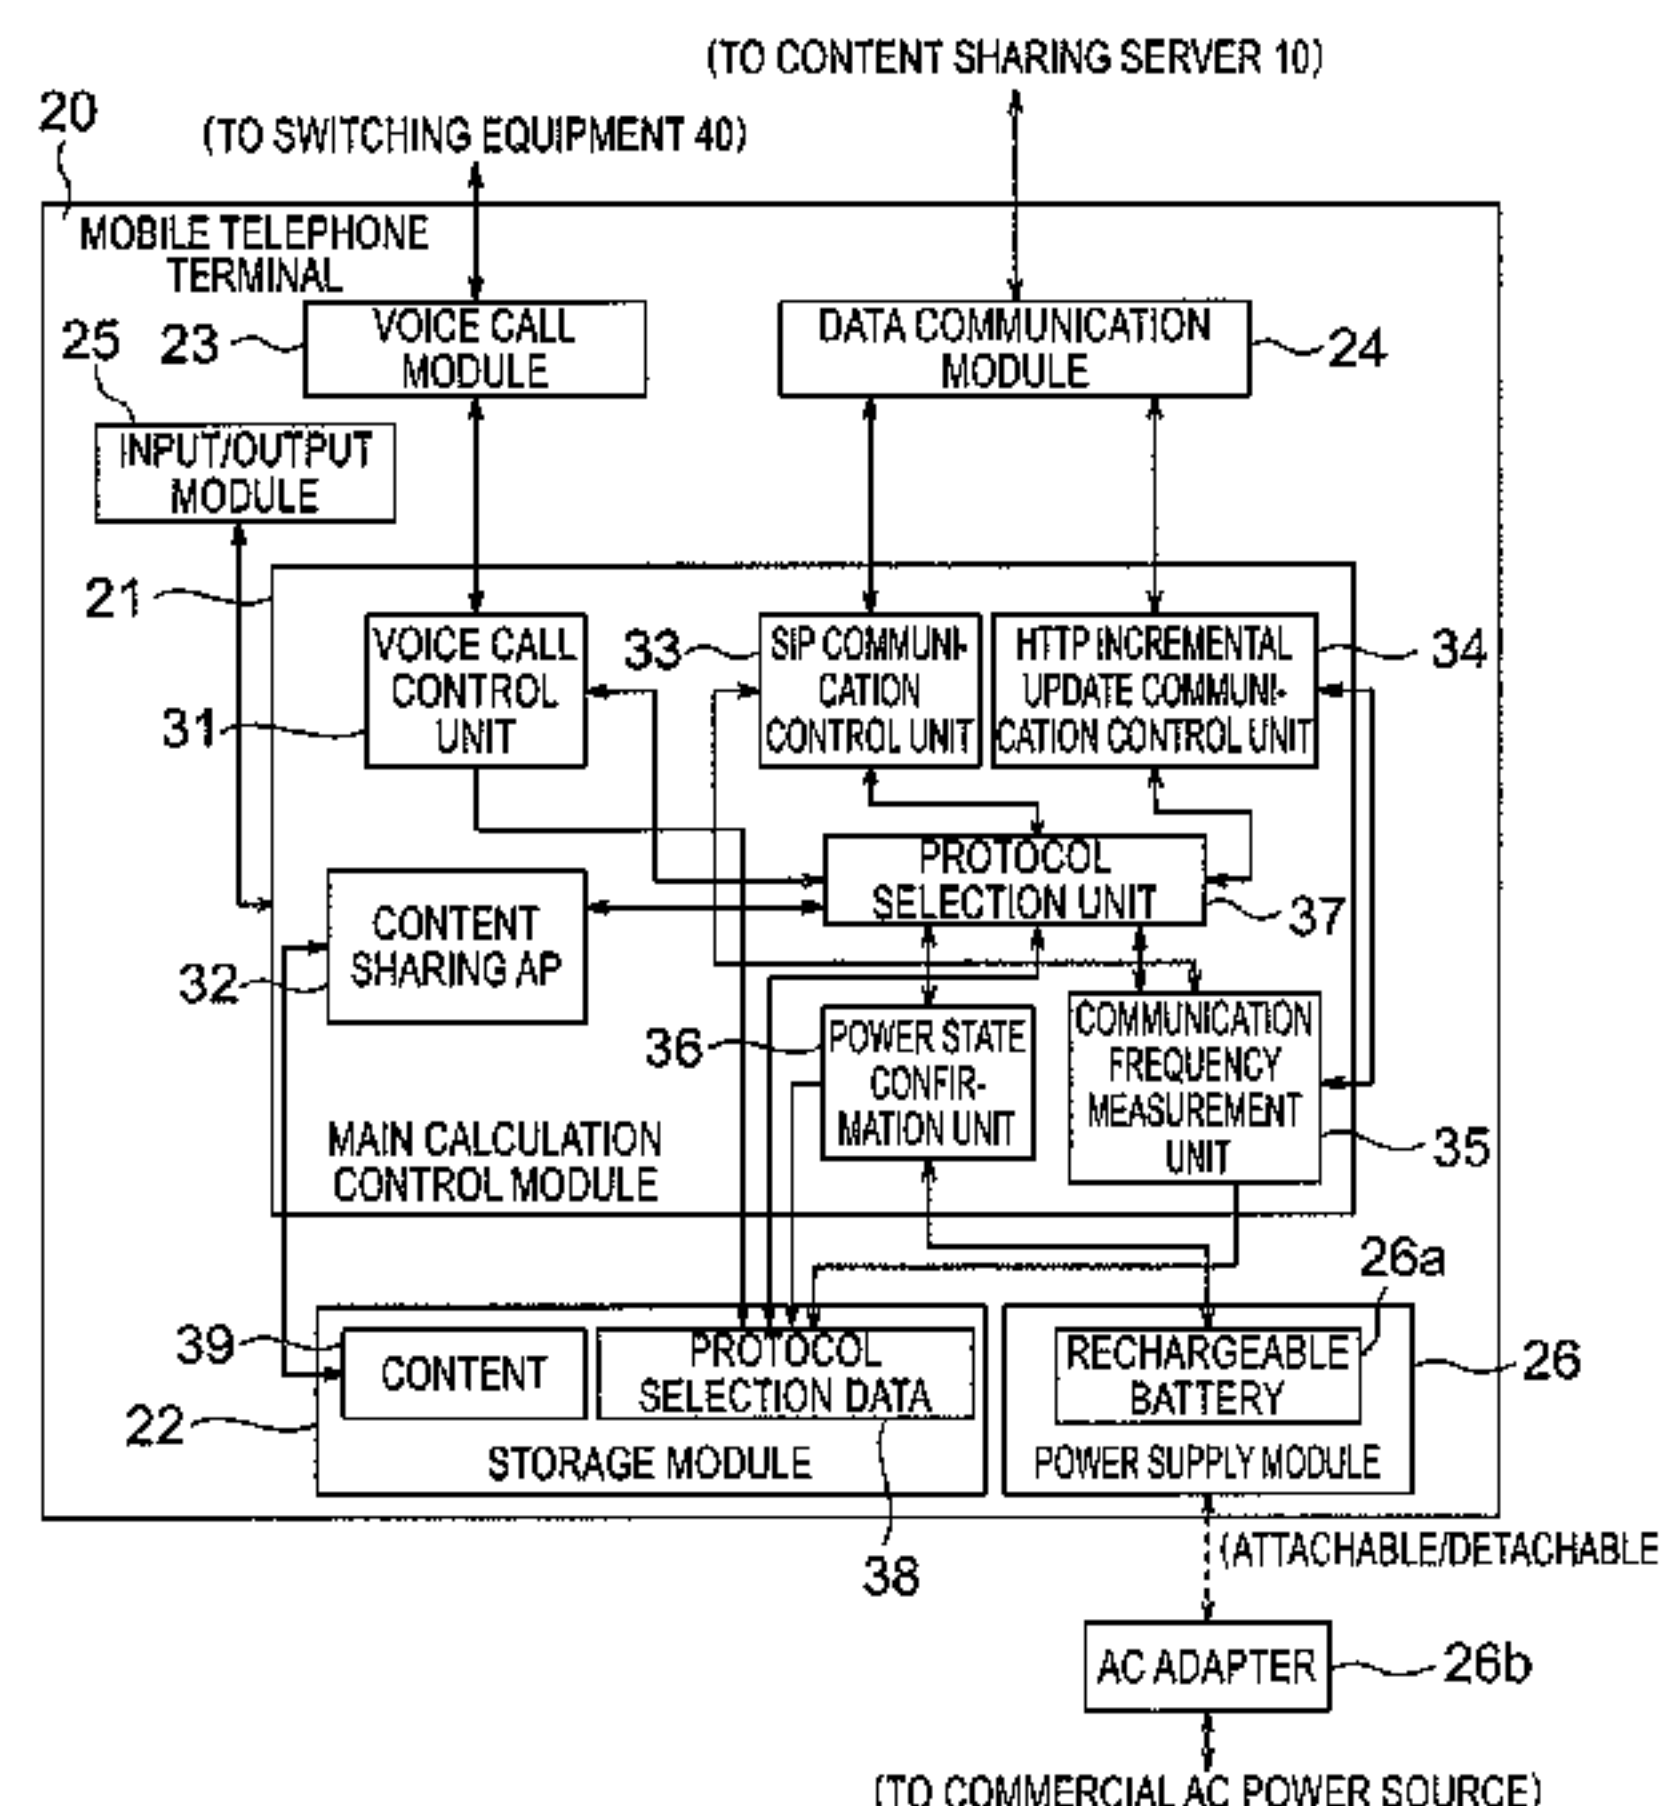 (TO CONTENT SHARING SERVER 10)
20
(TO SWITCHING EQUIPMENT 40)
MOBILE TELEPHONE
TERMINAL
25
23
VOICE CALL
MODULE
DATA COMMUNICATION
MODULE
24
INPUT/OUTPUT
MODULE
21
VOICE CALL
CONTROL
UNIT
31
33
SIP COMMUNI-
CATION
CONTROL UNIT
HTTP INCREMENTAL
UPDATE COMMUNI-
CATION CONTROL UNIT
34
PROTOCOL
SELECTION UNIT
37
CONTENT
SHARING AP
32
36
POWER STATE
CONFIR-
MATION UNIT
COMMUNICATION
FREQUENCY
MEASUREMENT
UNIT
35
MAIN CALCULATION
CONTROL MODULE
26a
39
CONTENT
PROTOCOL
SELECTION DATA
RECHARGEABLE
BATTERY
26
22
STORAGE MODULE
POWER SUPPLY MODULE
38
(ATTACHABLE/DETACHABLE
AC ADAPTER
26b
(TO COMMERCIAL AC POWER SOURCE)